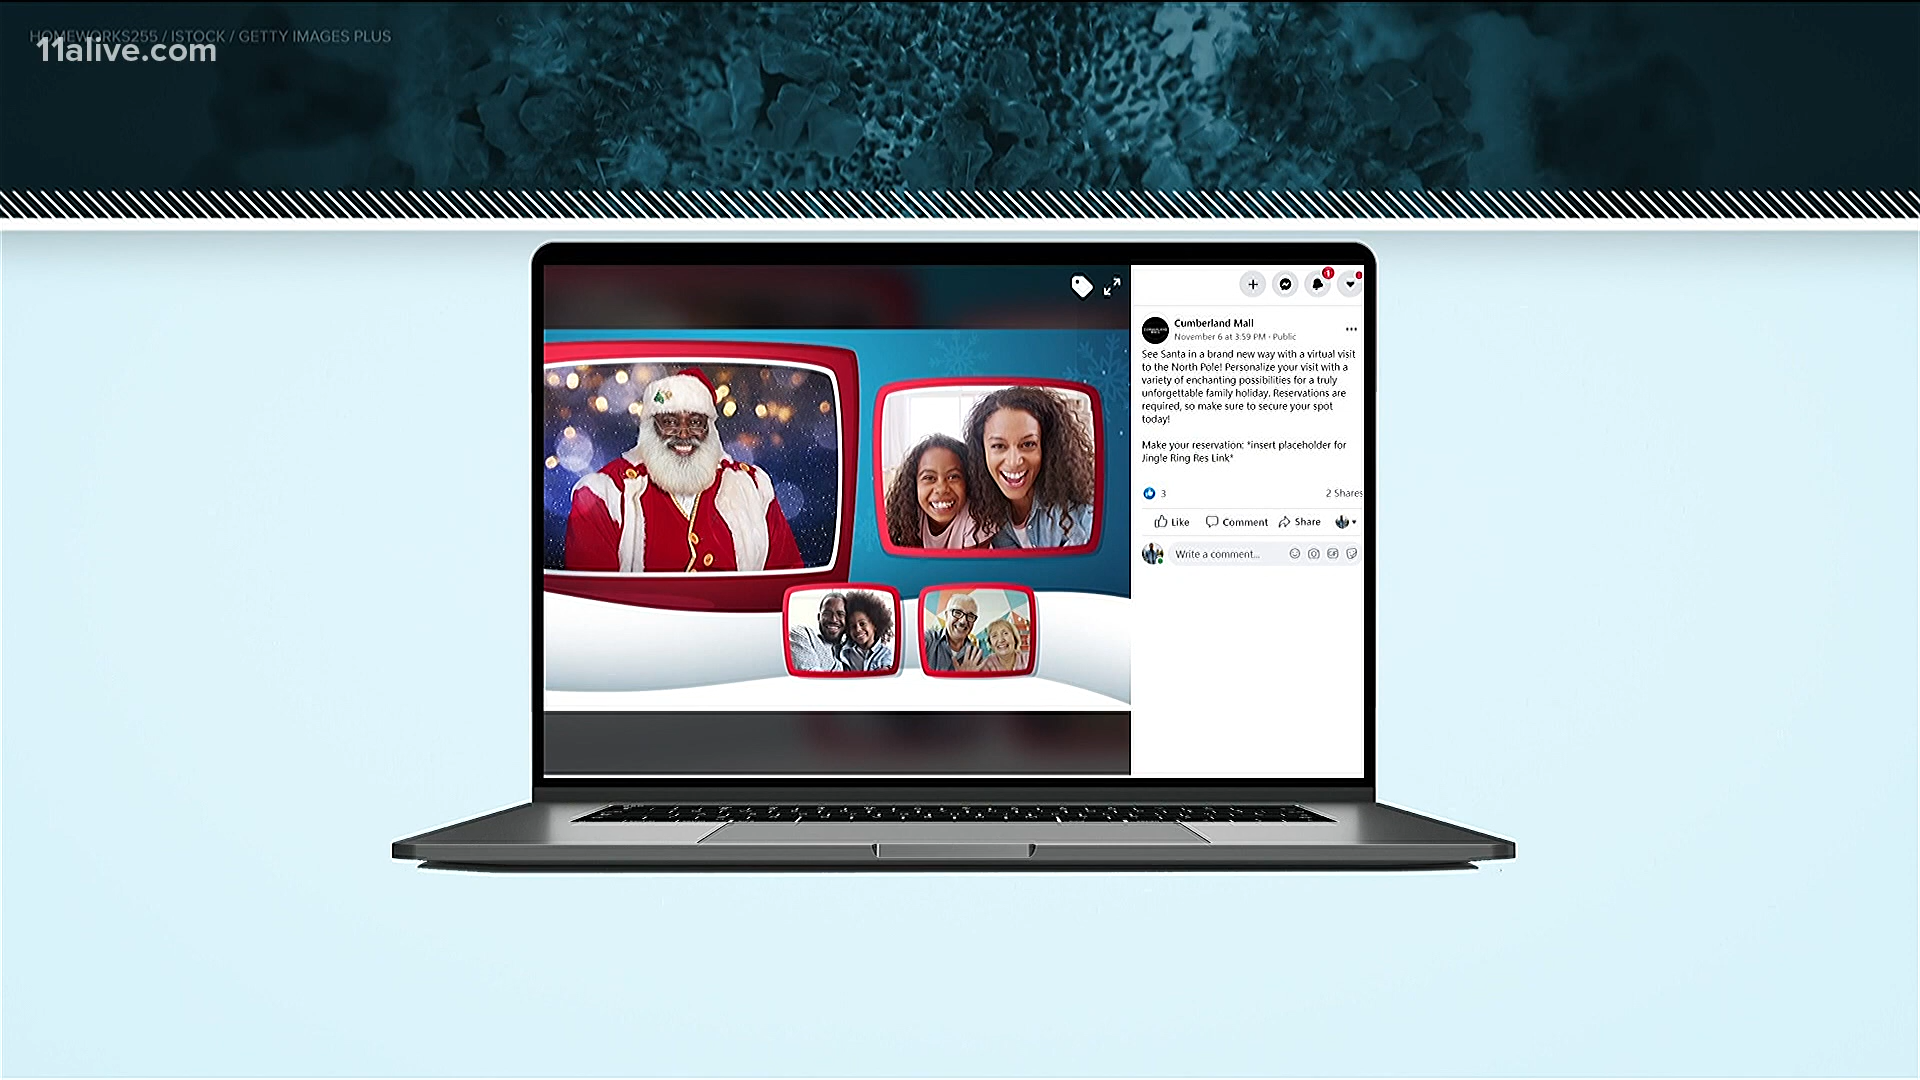 HOMEWORKS255 / ISTOCK / GETTY IMAGES PLUS
11alive.com
1
Cumberland Mall
November 6 at 3:59 PM · Public
See Santa in a brand new way with a virtual visit
to the North Pole! Personalize your visit with a
variety of enchanting possibilities for a truly
unforgettable family holiday. Reservations are
required, so make sure to secure your spot
today!
Make your reservation: *insert placeholder for
Jingle Ring Res Link*
3
2 Shares
Like Comment Share
Write a comment...